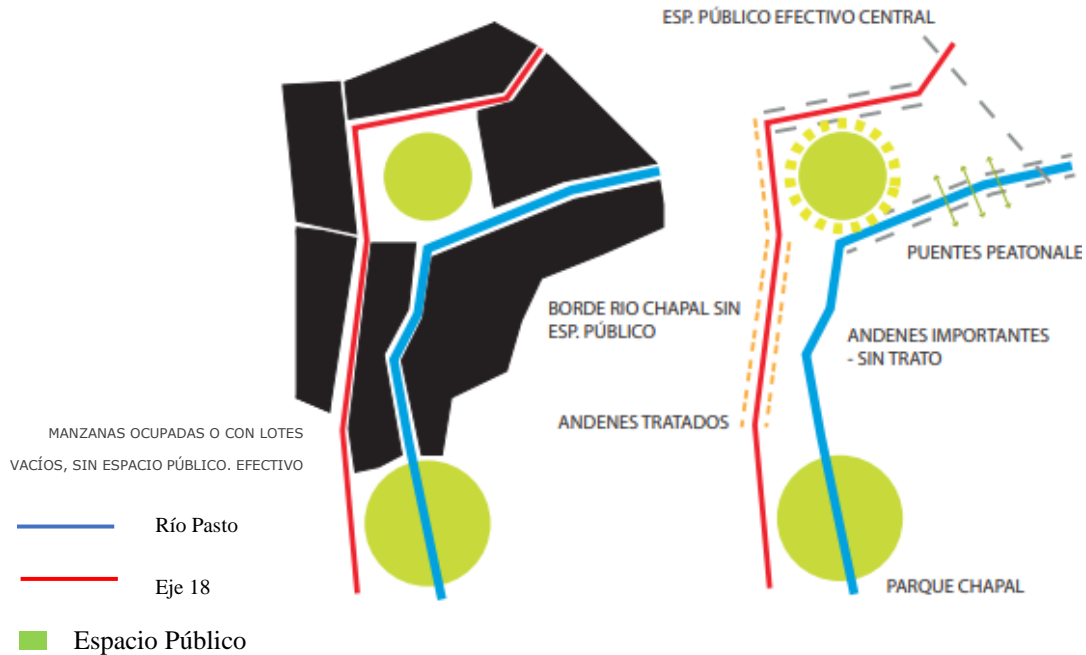 ESP. PÚBLICO EFECTIVO CENTRAL
PUENTES PEATONALE
BORDE RIO CHAPAL SIN
ESP. PÚBLICO
ANDENES IMPORTANTES
- SIN TRATO
ANDENES TRATADOS
MANZANAS OCUPADAS O CON LOTES
VACÍOS, SIN ESPACIO PÚBLICO. EFECTIVO
Río Pasto
Eje 18
PARQUE CHAPAL
Espacio Público